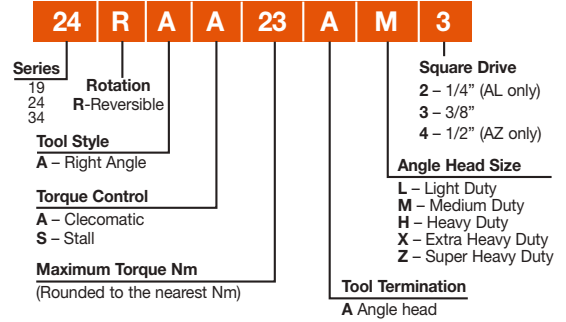 24 R A A 23 A M 3
Series
19
24
34
Rotation
R-Reversible
Tool Style
A – Right Angle
Torque Control
A – Clecomatic
S – Stall
Maximum Torque Nm
(Rounded to the nearest Nm)
Square Drive
2 – 1/4” (AL only)
3 – 3/8”
4 – 1/2” (AZ only)
Angle Head Size
L – Light Duty
M – Medium Duty
H – Heavy Duty
X – Extra Heavy Duty
Z – Super Heavy Duty
Tool Termination
A Angle head